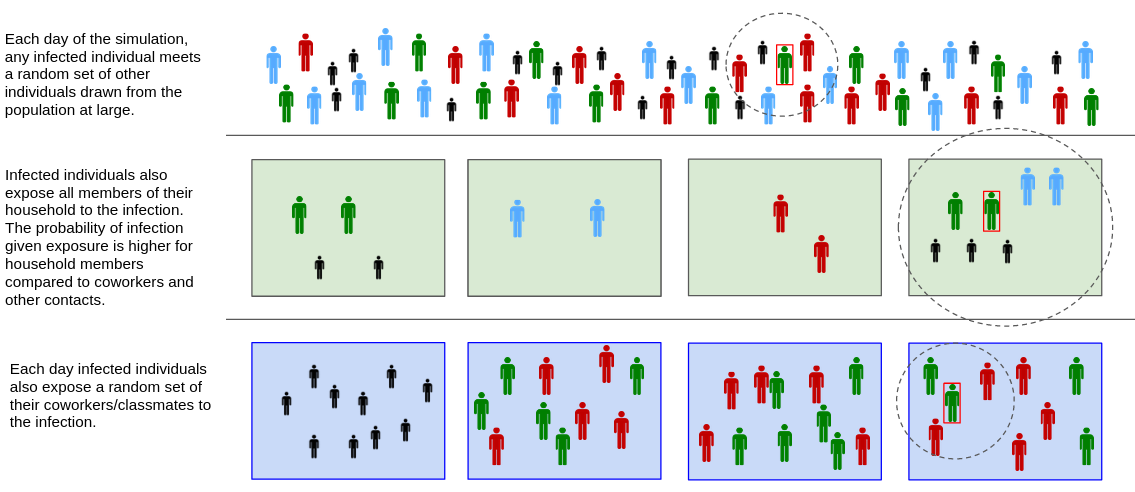 Each day of the simulation,
any infected individual meets
a random set of other
individuals drawn from the
population at large.
Infected individuals also
expose all members of their
household to the infection.
The probability of infection
given exposure is higher for
household members
compared to coworkers and
other contacts.
Each day infected individuals
also expose a random set of
their coworkers/classmates to
the infection.